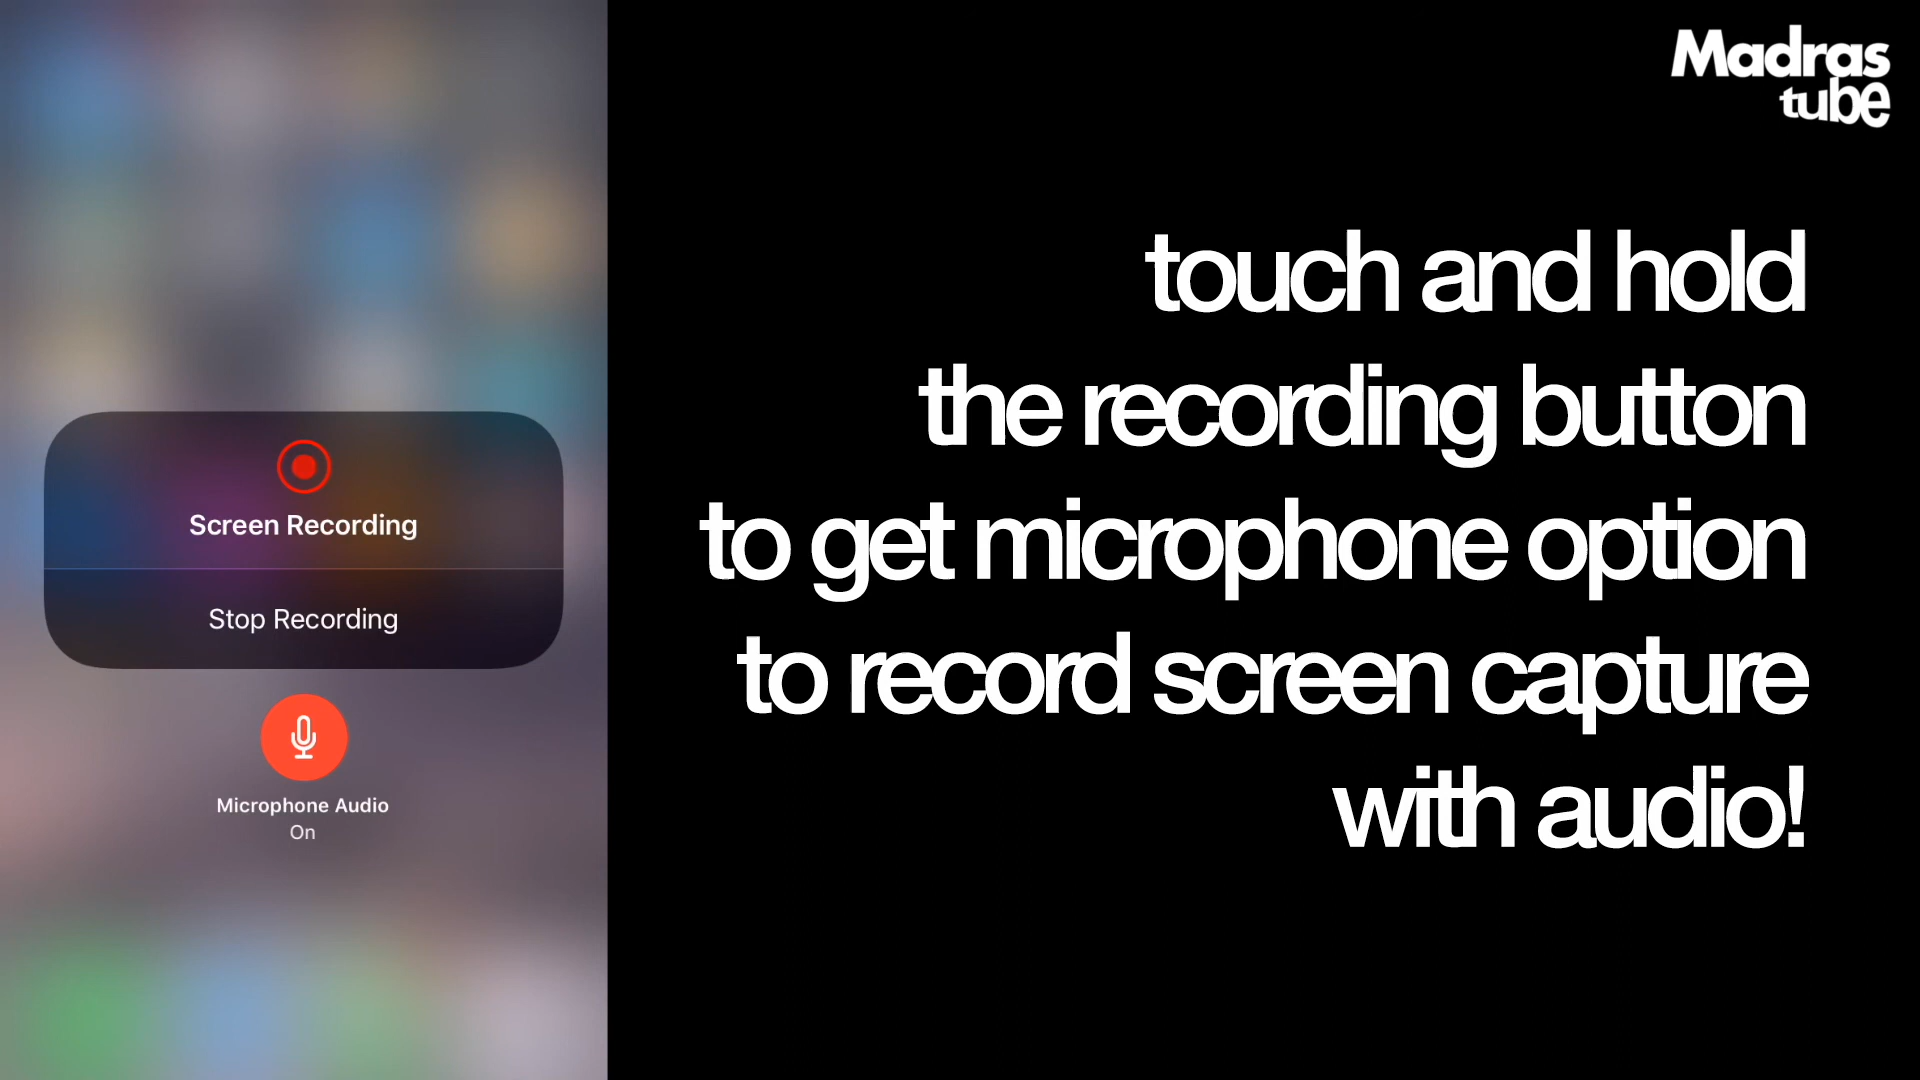 Screen Recording
Stop Recording
Microphone Audio
On
Madras
tube
touch and hold
the recording button
to get microphone option
to record screen capture
with audio!